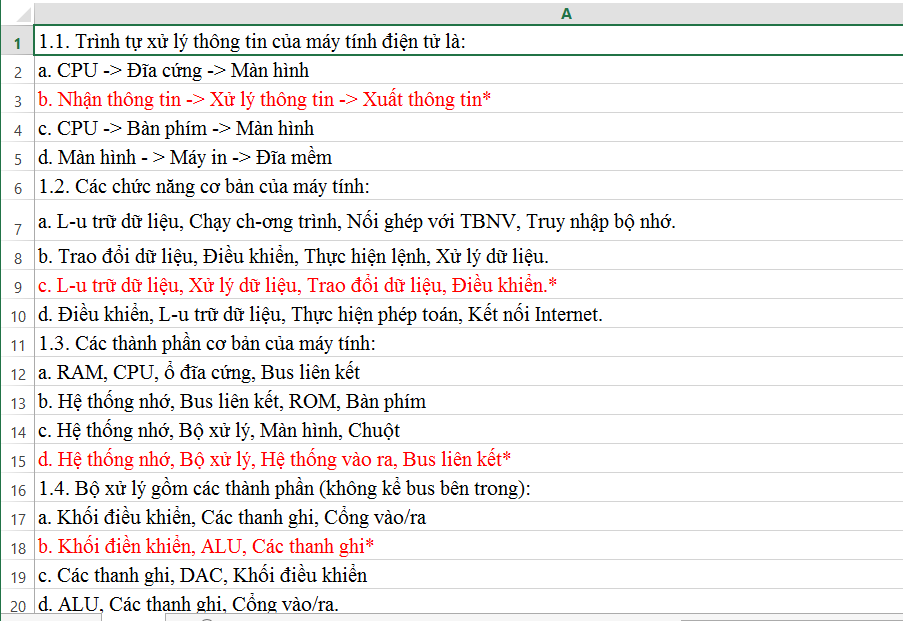 A
1 1.1. Trình tự xử lý thông tin của máy tính điện tử là:
2 a. CPU -> Đĩa cứng -> Màn hình
3 b. Nhận thông tin -> Xử lý thông tin -> Xuất thông tin*
4 c. CPU -> Bàn phím -> Màn hình
5 d. Màn hình - > Máy in -> Đĩa mềm
6 1.2. Các chức năng cơ bản của máy tính:
7 a. L-u trữ dữ liệu, Chạy ch-ơng trình, Nối ghép với TBNV, Truy nhập bộ nhớ.
8 b. Trao đổi dữ liệu, Điều khiển, Thực hiện lệnh, Xử lý dữ liệu.
9 c. L-u trữ dữ liệu, Xử lý dữ liệu, Trao đổi dữ liệu, Điều khiển.*
10 d. Điều khiển, L-u trữ dữ liệu, Thực hiện phép toán, Kết nối Internet.
11 1.3. Các thành phần cơ bản của máy tính:
12 a. RAM, CPU, ổ đĩa cứng, Bus liên kết
13 b. Hệ thống nhớ, Bus liên kết, ROM, Bàn phím
14 c. Hệ thống nhớ, Bộ xử lý, Màn hình, Chuột
15 d. Hệ thống nhớ, Bộ xử lý, Hệ thống vào ra, Bus liên kết*
16 1.4. Bộ xử lý gồm các thành phần (không kể bus bên trong):
17 a. Khối điều khiển, Các thanh ghi, Cổng vào/ra
18 b. Khối điền khiển, ALU, Các thanh ghi*
19 c. Các thanh ghi, DAC, Khối điều khiển
20 d. ALU, Các thanh ghi, Cổng vào/ra.